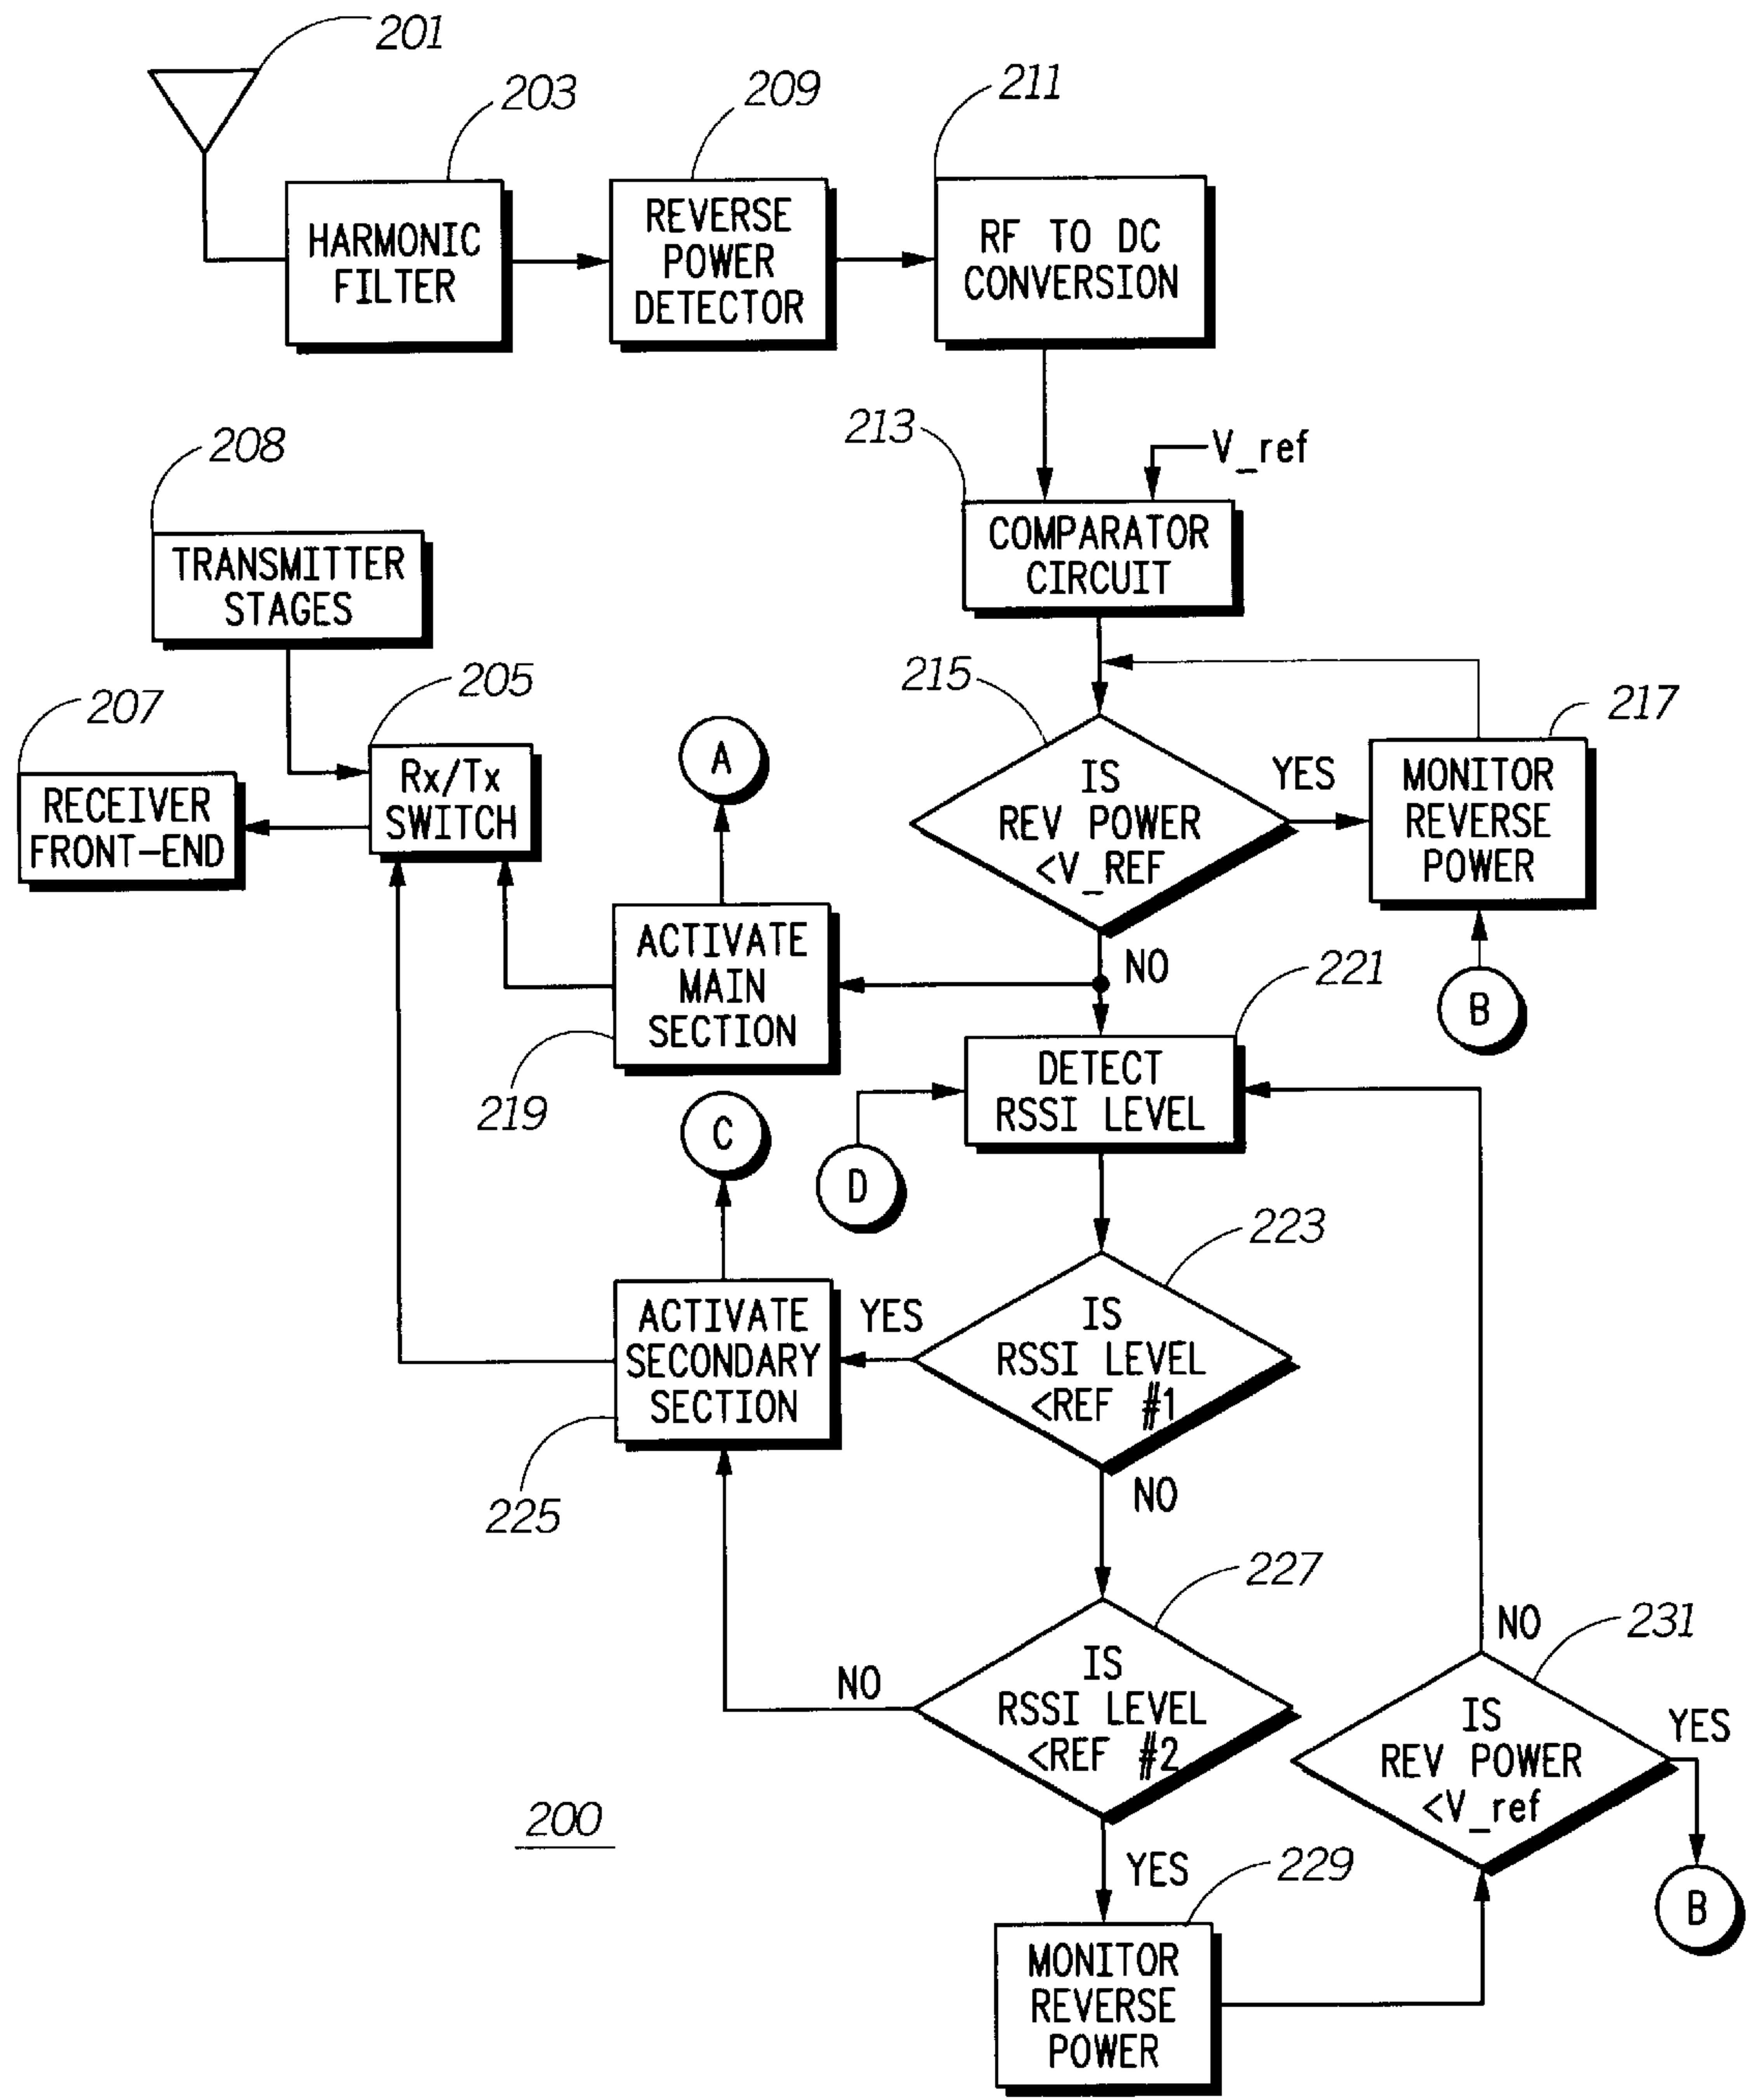 201
203
209
211
HARMONIC
FILTER
REVERSE
POWER
DETECTOR
RF TO DC
CONVERSION
208
213
V_ref
TRANSMITTER
STAGES
COMPARATOR
CIRCUIT
207
205
215
217
RECEIVER
FRONT-END
Rx/Tx
SWITCH
A
IS
REV POWER
<V_REF
YES
MONITOR
REVERSE
POWER
ACTIVATE
MAIN
SECTION
NO
221
B
219
DETECT
RSSI LEVEL
C
D
223
ACTIVATE
SECONDARY
SECTION
YES
IS
RSSI LEVEL
<REF #1
225
NO
227
NO
231
NO
IS
RSSI LEVEL
<REF #2
IS
REV POWER
<V_ref
YES
200
YES
229
B
MONITOR
REVERSE
POWER